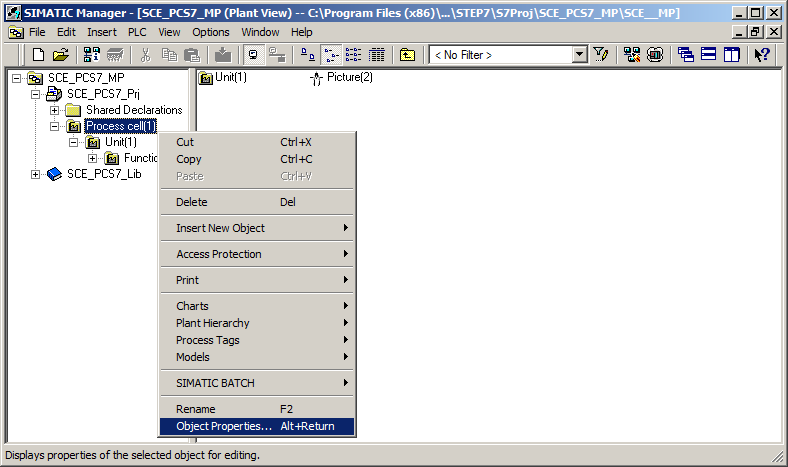 SIMATIC Manager - [SCE_PCS7_MP (Plant View) -- C:\Program Files (x86)\...\STEP7\S7Proj\SCE_PCS7_MP\SCE__MP]
File Edit Insert PLC View Options Window Help
< No Filter >
SCE_PCS7_MP
SCE_PCS7_Prj
Shared Declarations
Process cell(1)
Unit(1)
Functio
SCE_PCS7_Lib
Unit(1) Picture(2)
Cut Ctrl+X
Copy Ctrl+C
Paste Ctrl+V
Delete Del
Insert New Object
Access Protection
Print
Charts
Plant Hierarchy
Process Tags
Models
SIMATIC BATCH
Rename F2
Object Properties... Alt+Return
Displays properties of the selected object for editing.